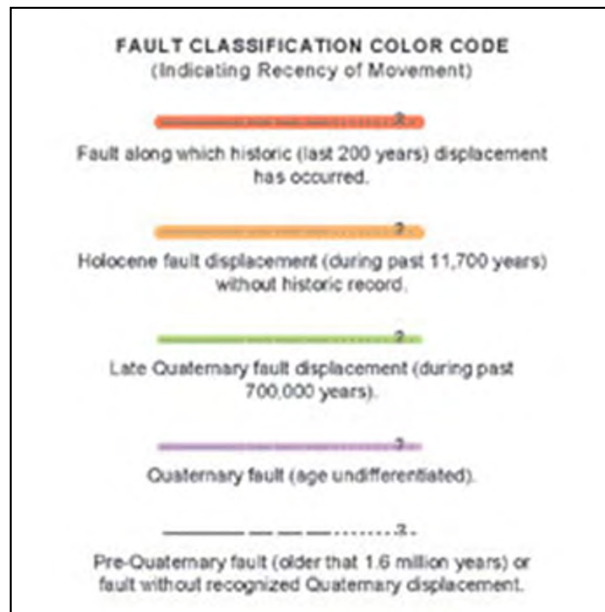 FAULT CLASSIFICATION COLOR CODE
(Indicating Recency of Movement)
?
Fault along which historic (last 200 years) displacement
has occurred.
?
Holocene fault displacement (during past 11,700 years)
without historic record.
?
Late Quaternary fault displacement (during past
700,000 years).
?
Quaternary fault (age undifferentiated).
?
Pre-Quaternary fault (older that 1.6 million years) or
fault without recognized Quaternary displacement.